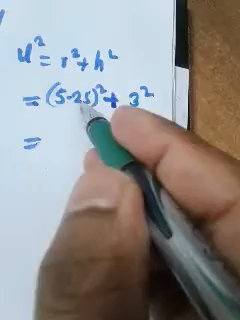 u² = r² + h²
= (5.25)² + 3²
=